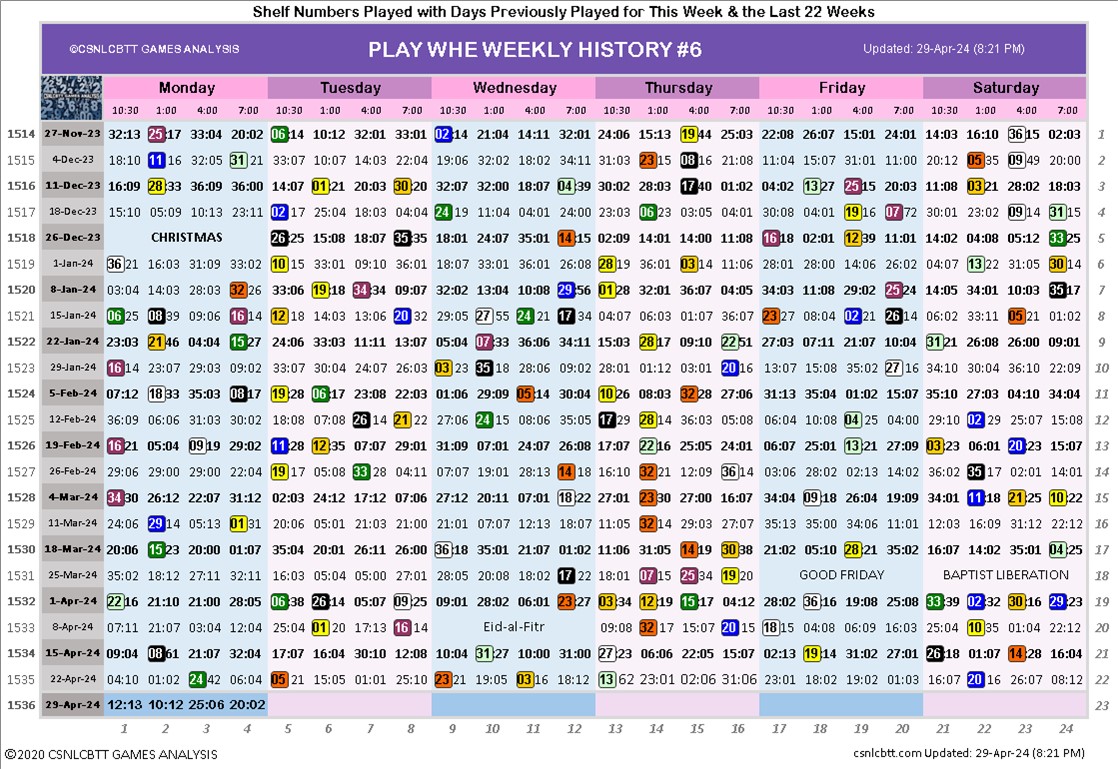 Shelf Numbers Played with Days Previously Played for This Week & the Last 22 Weeks
©CSNLCBTT GAMES ANALYSIS PLAY WHE WEEKLY HISTORY #6 Updated: 29-Apr-24 (8:21 PM)
Monday Tuesday Wednesday Thursday Friday Saturday
10:30 1:00 4:00 7:00 10:30 1:00 4:00 7:00 10:30 1:00 4:00 7:00 10:30 1:00 4:00 7:00 10:30 1:00 4:00 7:00 10:30 1:00 4:00 7:00
1514 27-Nov-23 32:13 25:17 33:04 20:02 06:14 10:12 32:01 33:01 02:14 21:04 14:11 32:01 24:06 15:13 19:44 25:03 22:08 26:07 15:01 24:01 14:03 16:10 36:15 02:03 1
1515 4-Dec-23 18:10 11:16 32:05 31:21 33:07 10:07 14:03 22:04 19:06 32:02 18:02 34:11 31:03 23:15 08:16 21:08 11:04 15:07 31:01 11:00 20:12 05:35 09:49 20:00 2
1516 11-Dec-23 16:09 28:33 36:09 36:00 14:07 01:21 20:03 30:20 32:07 32:00 18:07 04:39 30:02 28:03 17:40 01:02 04:02 13:27 25:15 20:03 11:08 03:21 28:02 18:03 3
1517 18-Dec-23 15:10 05:09 10:13 23:11 02:17 25:04 18:03 04:04 24:19 11:04 04:01 24:00 23:03 06:23 03:05 04:01 30:08 04:01 19:16 07:72 30:01 23:02 09:14 31:15 4
1518 26-Dec-23 CHRISTMAS 26:25 15:08 18:07 35:35 18:01 24:07 35:01 14:15 02:09 14:01 14:00 11:08 16:18 02:01 12:39 11:01 14:02 04:08 05:12 33:25 5
1519 1-Jan-24 36:21 16:03 31:09 33:02 10:15 33:01 09:10 36:01 18:07 33:01 36:01 26:08 28:19 36:01 03:14 11:06 28:01 28:00 14:06 26:02 04:07 13:22 31:05 30:14 6
1520 8-Jan-24 03:04 14:03 28:03 32:26 33:06 19:18 34:34 09:07 32:02 13:04 10:08 29:56 01:28 32:01 36:07 04:05 34:03 11:08 29:02 25:24 14:05 34:01 10:03 35:17 7
1521 15-Jan-24 06:25 08:39 09:06 16:14 12:18 14:03 13:06 20:32 29:05 27:55 24:21 17:34 04:07 06:03 01:07 36:07 23:27 08:04 02:21 26:14 06:02 33:11 05:21 01:02 8
1522 22-Jan-24 23:03 21:46 04:04 15:27 24:06 33:03 11:11 13:07 05:04 07:33 36:06 34:11 15:03 28:17 09:10 22:51 27:03 07:11 21:07 10:04 31:21 26:08 26:00 09:01 9
1523 29-Jan-24 16:14 23:07 29:03 09:03 33:07 30:04 24:07 34:05 03:23 35:18 28:06 09:02 28:01 01:12 03:01 20:16 13:07 15:08 35:02 27:16 34:10 30:04 36:10 22:09 10
1524 5-Feb-24 07:12 18:33 35:03 08:17 19:28 06:17 23:08 22:03 01:06 29:09 05:14 30:04 10:26 08:03 32:28 27:06 31:13 35:04 01:02 15:07 35:10 27:03 04:10 34:04 11
1525 12-Feb-24 36:09 06:06 31:03 30:02 18:08 07:08 26:14 21:22 27:06 24:15 08:06 35:05 17:29 28:14 36:03 05:08 06:04 10:08 04:25 04:00 29:10 02:29 25:07 15:08 12
1526 19-Feb-24 16:21 05:04 09:19 29:02 11:28 12:35 07:07 29:01 31:09 07:01 24:07 26:08 17:07 22:16 25:05 24:01 06:07 25:01 13:21 27:09 03:23 06:01 20:23 15:07 13
1527 26-Feb-24 29:06 29:00 29:00 22:04 19:17 05:08 33:28 04:11 07:07 19:01 28:13 14:18 16:10 32:21 12:09 36:14 03:06 18:08 02:13 14:02 36:02 35:17 02:01 14:01 14
1528 4-Mar-24 34:30 26:12 22:07 31:12 02:03 24:12 17:12 07:06 27:12 20:11 07:01 18:22 27:01 23:30 27:00 16:07 34:04 09:18 26:04 19:09 34:01 11:18 21:25 10:22 15
1529 11-Mar-24 24:06 29:14 05:13 01:31 20:06 05:01 21:03 21:00 21:01 07:07 12:13 18:07 11:05 32:14 29:03 27:07 35:13 35:00 34:06 11:01 12:03 16:09 31:12 22:12 16
1530 18-Mar-24 20:06 15:23 20:00 01:07 35:04 20:01 26:11 26:00 36:18 35:01 21:07 01:02 11:06 31:05 14:19 30:38 21:02 05:10 28:21 01:02 16:07 14:02 35:01 04:25 17
1531 25-Mar-24 35:02 18:12 27:11 32:11 16:03 05:04 05:00 27:01 28:05 20:08 18:02 17:22 18:01 07:15 25:34 19:20 GOOD FRIDAY BAPTIST LIBERATION 18
1532 1-Apr-24 22:16 21:10 21:00 28:05 06:38 26:14 05:07 09:25 09:01 28:02 06:01 23:27 03:34 12:19 15:17 04:12 28:02 36:16 19:08 25:08 33:39 02:32 30:16 29:23 19
1533 8-Apr-24 07:11 21:07 03:04 12:04 25:04 01:20 17:13 16:14 Eid-al-Fitr 09:08 32:17 15:07 20:15 18:15 04:08 06:09 16:03 25:04 10:35 01:04 22:12 20
1534 15-Apr-24 09:04 08:61 21:07 32:04 17:07 16:04 30:10 12:08 10:04 31:27 10:00 31:00 27:23 06:06 22:05 15:07 02:03 19:14 31:02 27:01 26:18 01:07 14:28 16:04 21
1535 22-Apr-24 04:10 01:02 24:42 06:04 05:21 15:05 01:01 25:10 23:21 19:05 03:16 18:12 13:62 23:01 02:06 31:06 23:01 18:02 19:02 01:03 16:07 20:16 26:07 08:12 22
1536 29-Apr-24 12:13 10:12 25:06 20:02 23
1 2 3 4 5 6 7 8 9 10 11 12 13 14 15 16 17 18 19 20 21 22 23 24
©2020 CSNLCBTT GAMES ANALYSIS csnlcbtt.com Updated: 29-Apr-24 (8:21 PM)